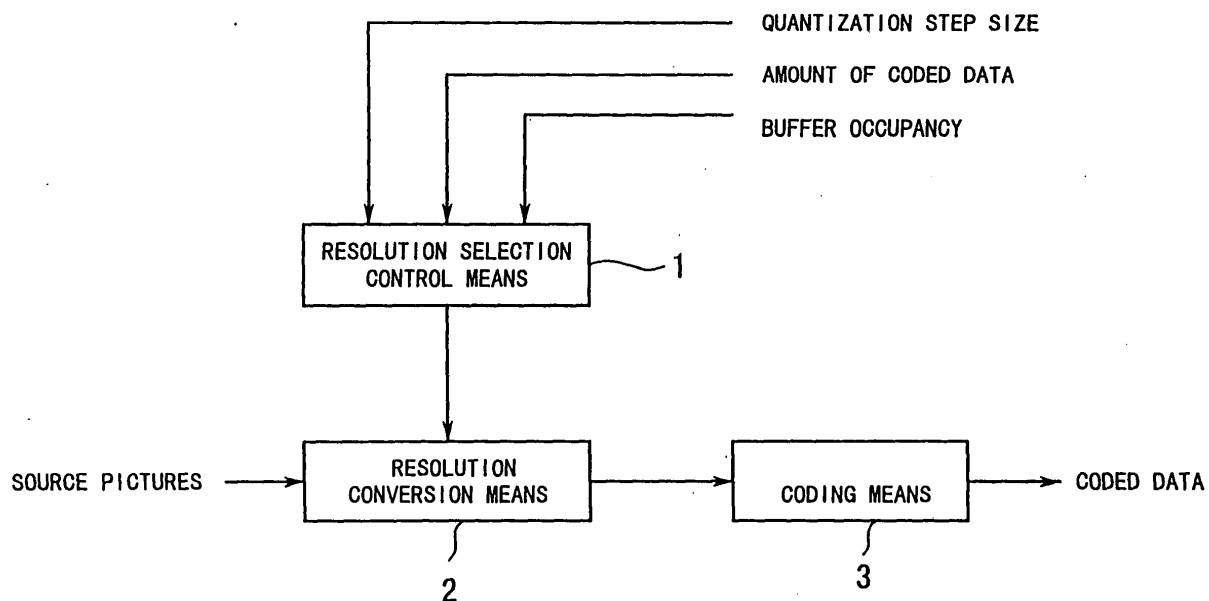 QUANTIZATION STEP SIZE
AMOUNT OF CODED DATA
BUFFER OCCUPANCY
RESOLUTION SELECTION
CONTROL MEANS
1
SOURCE PICTURES
RESOLUTION
CONVERSION MEANS
CODING MEANS
CODED DATA
2
3